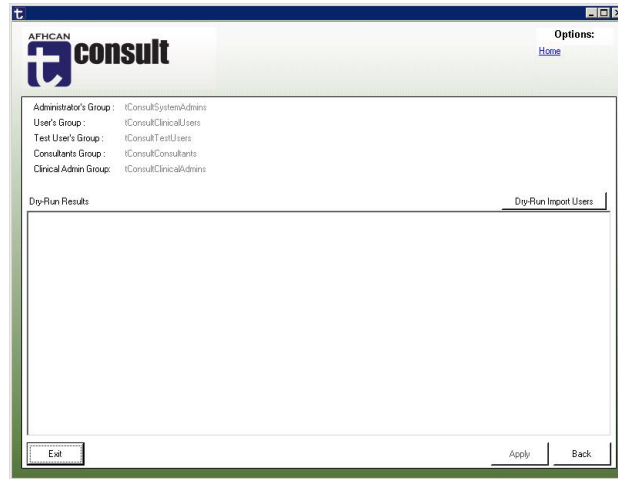 t
AFHCAN
t consult
Options:
Home
Administrator's Group : tConsultSystemAdmins
User's Group : tConsultClinicalUsers
Test User's Group : tConsultTestUsers
Consultants Group : tConsultConsultants
Clinical Admin Group: tConsultClinicalAdmins
Dry-Run Results
Dry-Run Import Users
Exit
Apply
Back